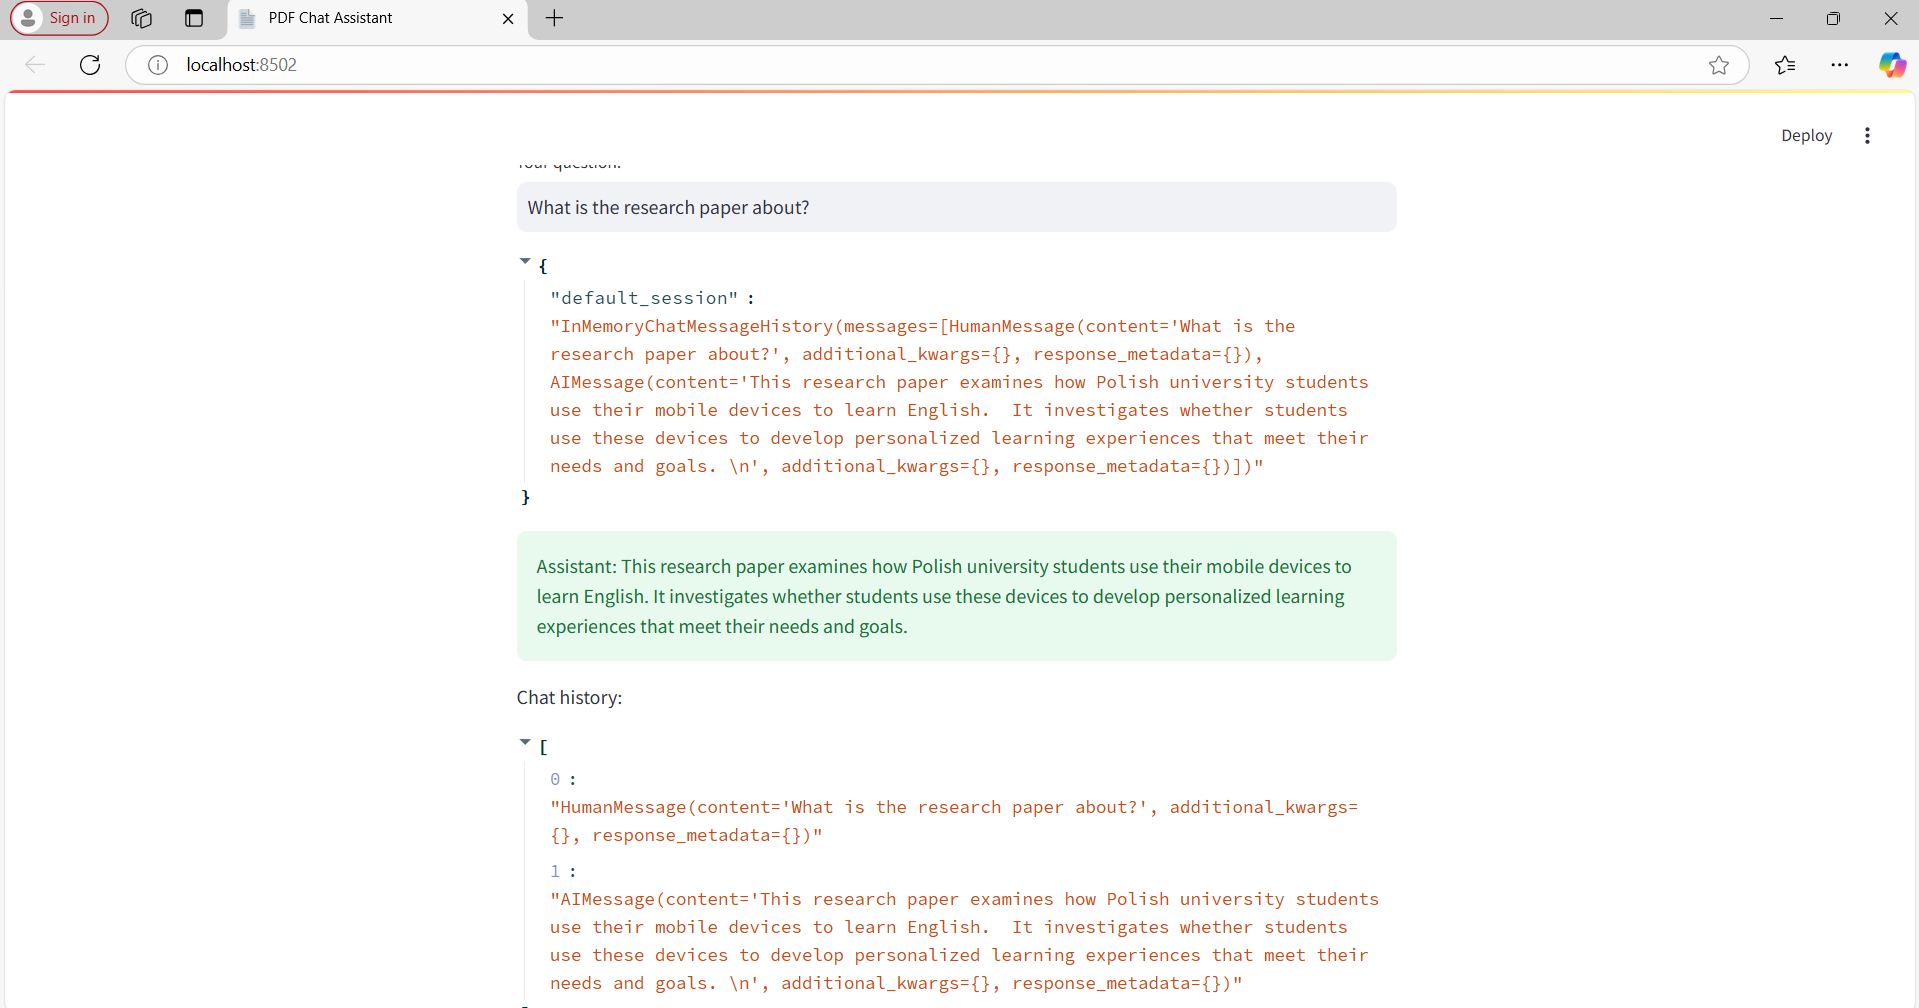 Sign in
PDF Chat Assistant
localhost:8502
Deploy
Your question:
What is the research paper about?
{
"default_session" :
"InMemoryChatMessageHistory(messages=[HumanMessage(content='What is the
research paper about?', additional_kwargs={}, response_metadata={}),
AIMessage(content='This research paper examines how Polish university students
use their mobile devices to learn English.  It investigates whether students
use these devices to develop personalized learning experiences that meet their
needs and goals. \n', additional_kwargs={}, response_metadata={})])"
}
Assistant: This research paper examines how Polish university students use their mobile devices to
learn English. It investigates whether students use these devices to develop personalized learning
experiences that meet their needs and goals.
Chat history:
[
0 :
"HumanMessage(content='What is the research paper about?', additional_kwargs=
{}, response_metadata={})"
1 :
"AIMessage(content='This research paper examines how Polish university students
use their mobile devices to learn English.  It investigates whether students
use these devices to develop personalized learning experiences that meet their
needs and goals. \n', additional_kwargs={}, response_metadata={})"